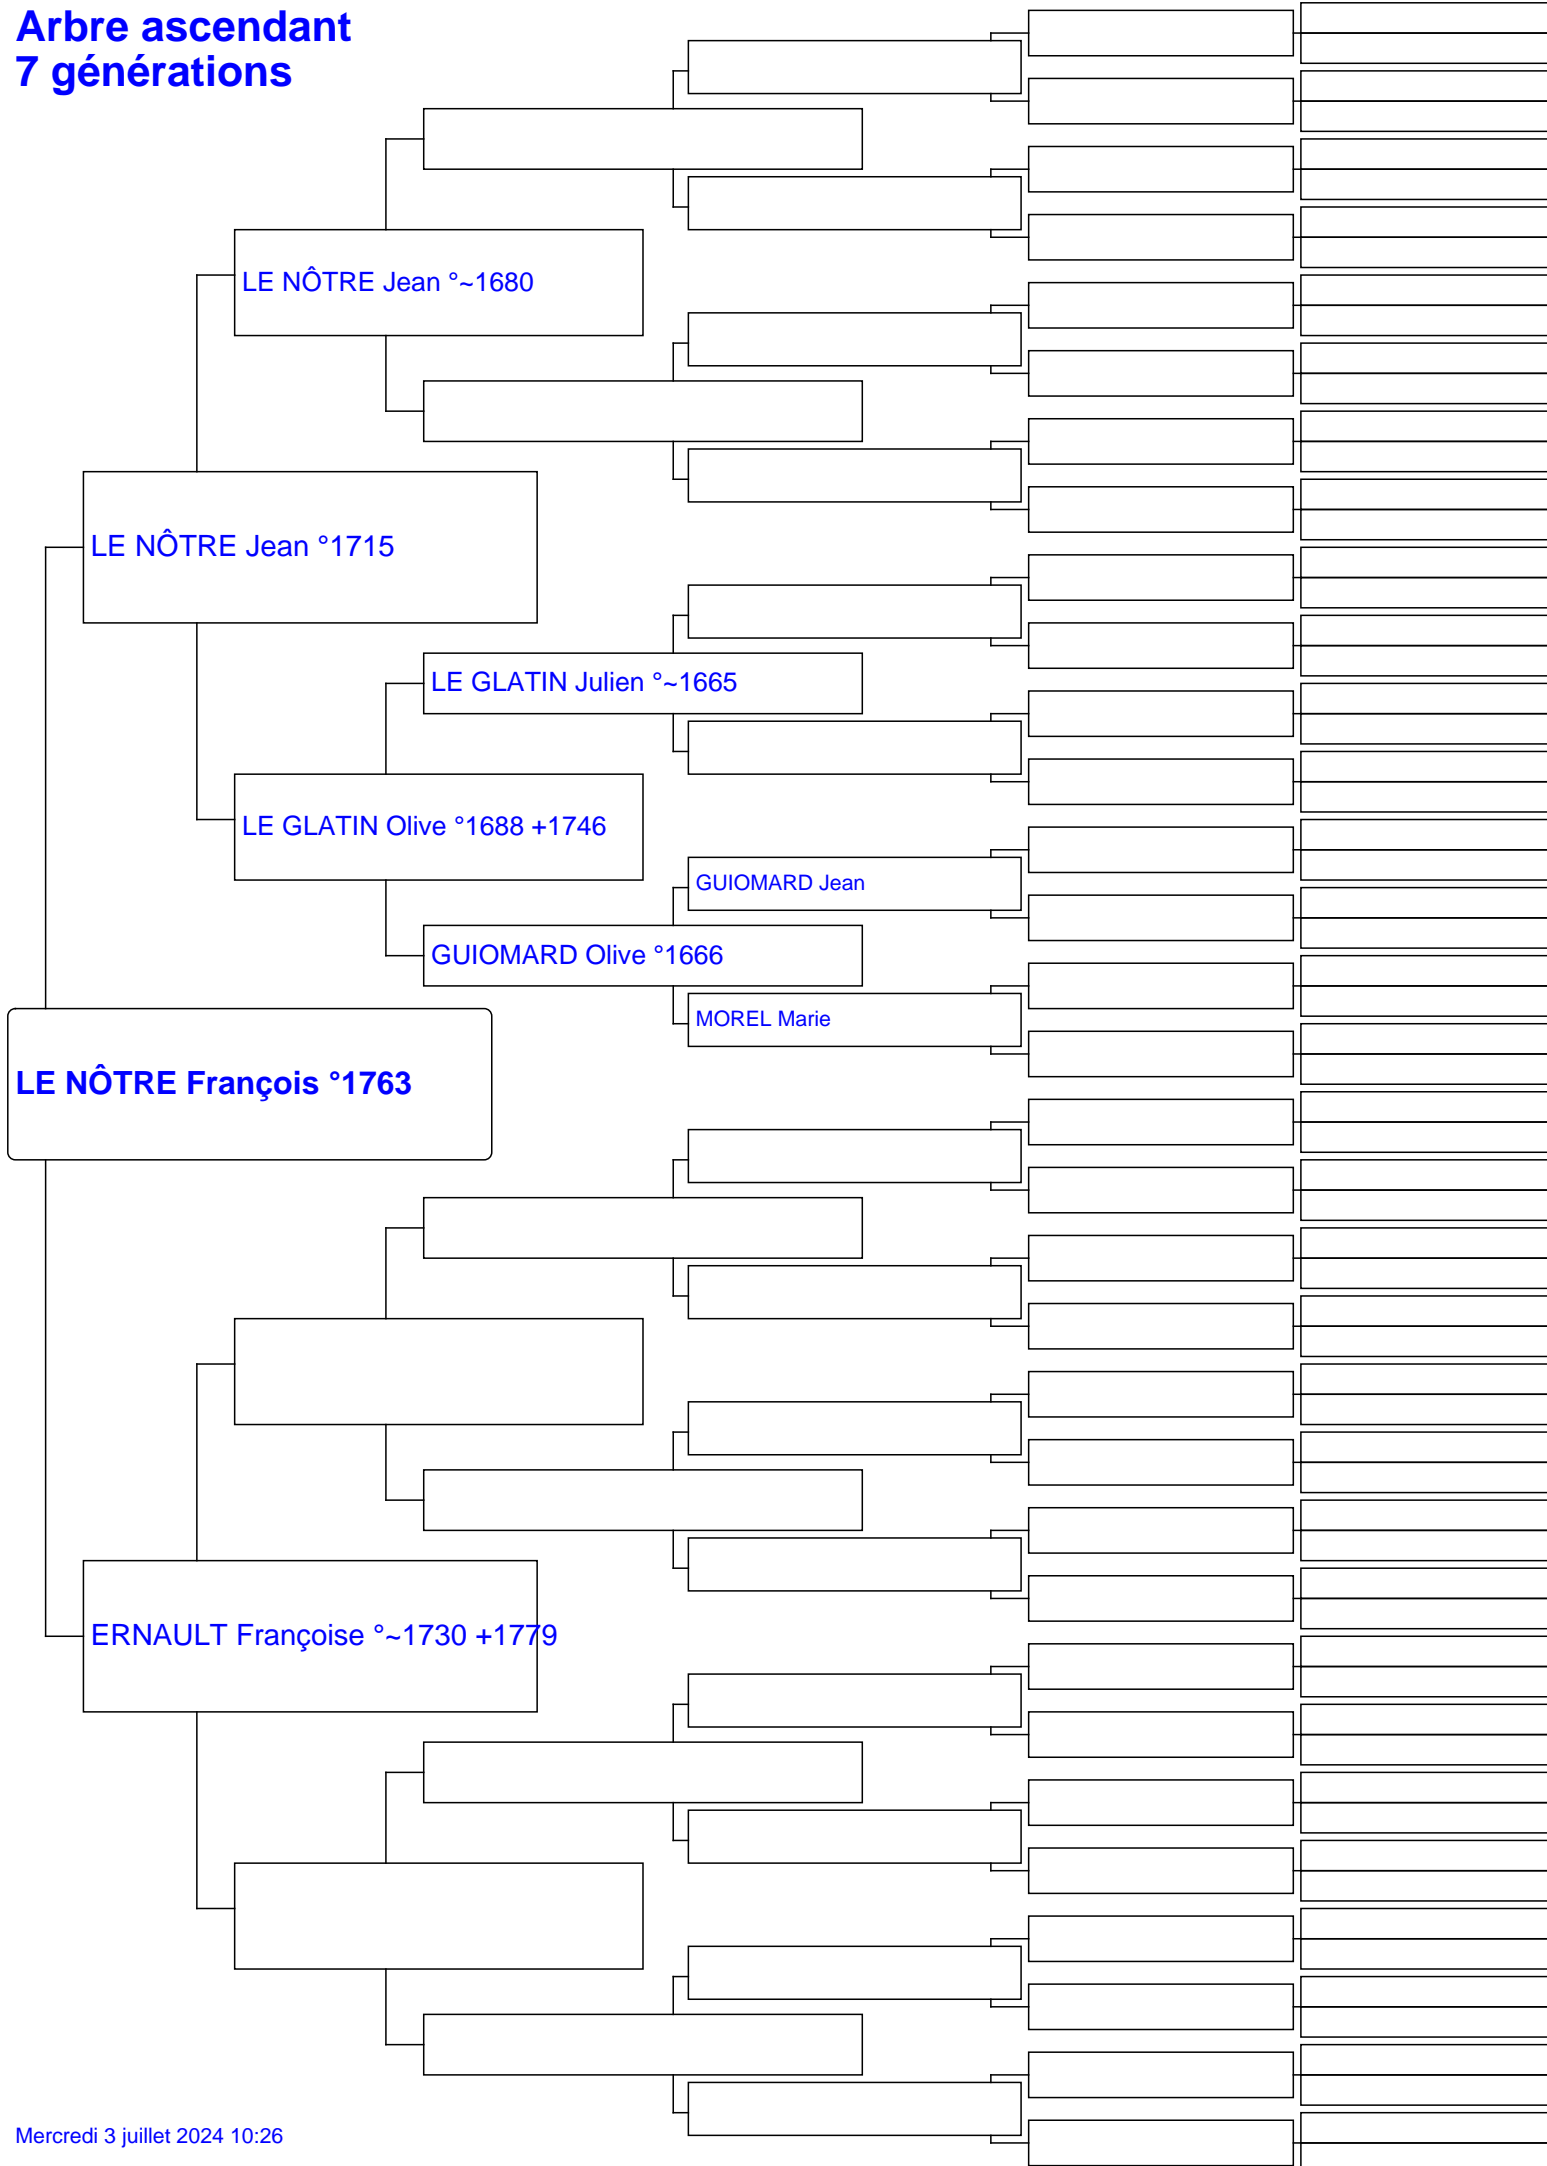 Arbre ascendant
7 générations
LE NÔTRE Jean °~1680
LE NÔTRE Jean °1715
LE GLATIN Julien °~1665
LE GLATIN Olive °1688 +1746
GUIOMARD Jean
GUIOMARD Olive °1666
MOREL Marie
LE NÔTRE François °1763
ERNAULT Françoise °~1730 +1779
Mercredi 3 juillet 2024 10:26